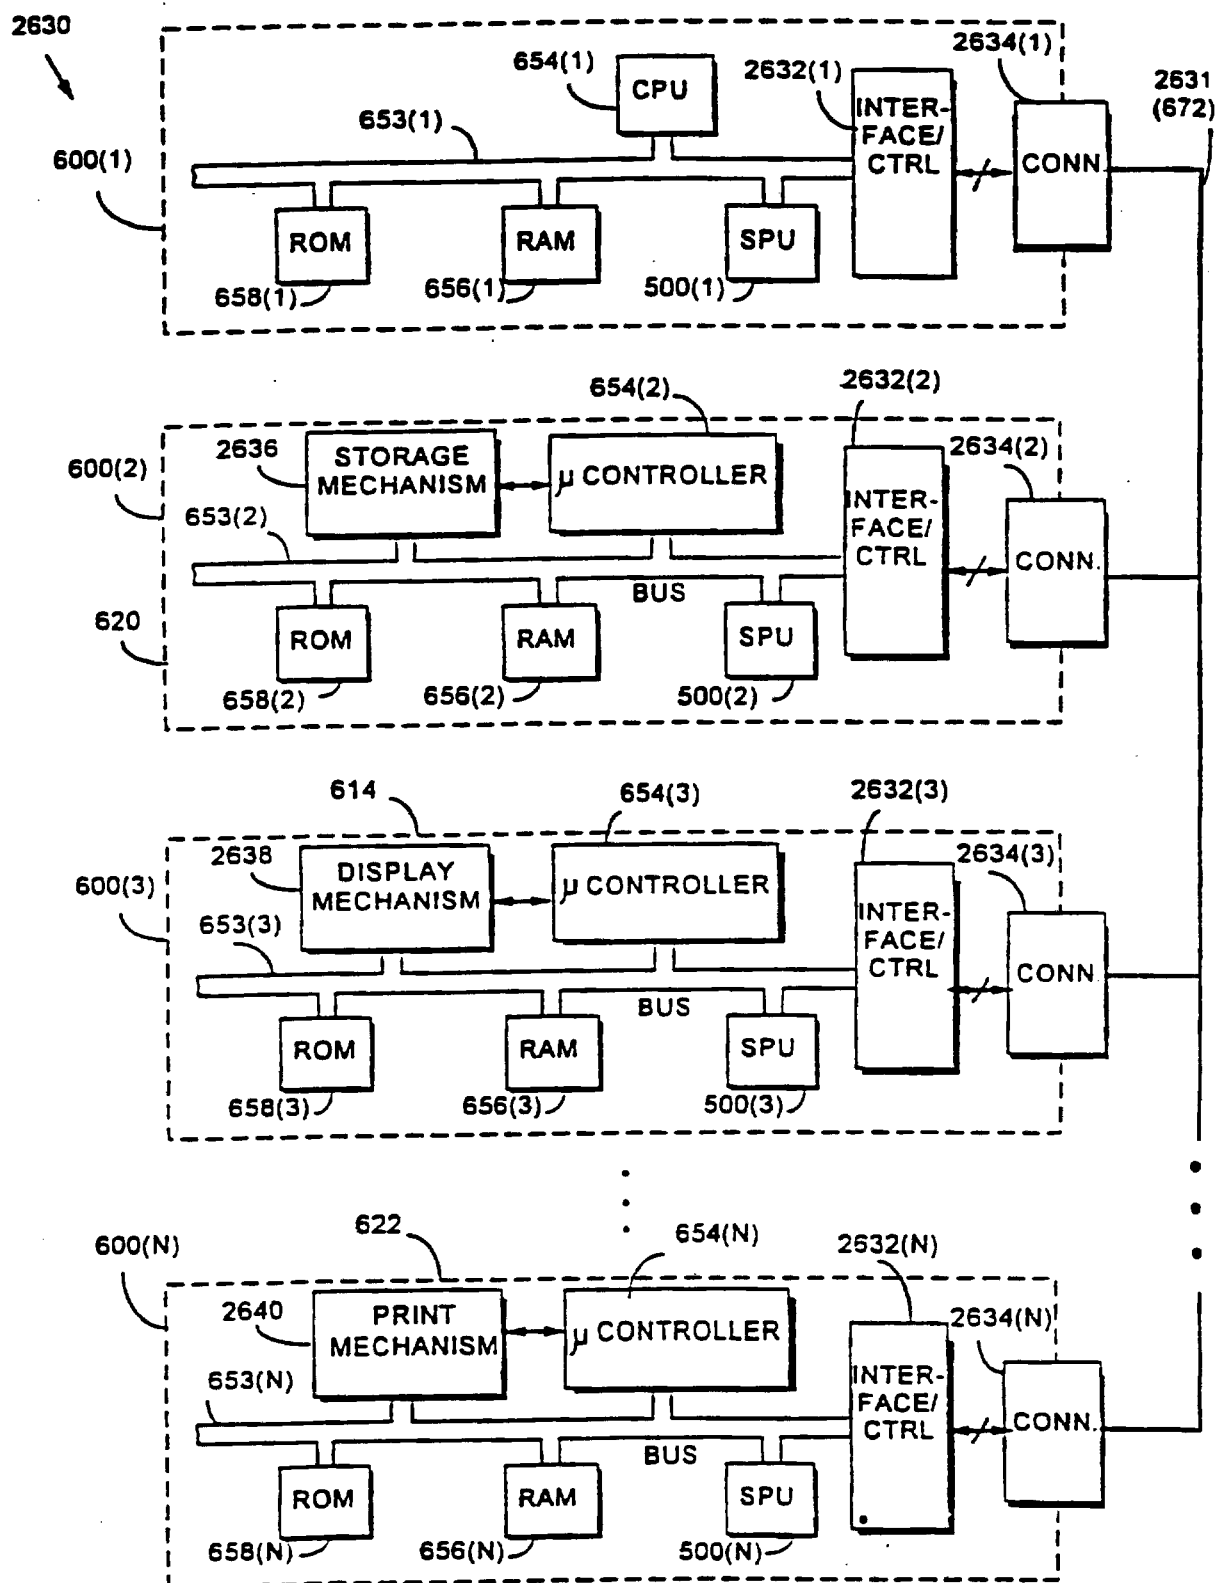 2630
2634(1)
654(1)
2632(1)
2631
(672)
CPU
INTER-
FACE/
CTRL
653(1)
600(1)
CONN.
ROM
RAM
SPU
658(1)
656(1)
500(1)
654(2)
2632(2)
2636
STORAGE
MECHANISM
μ CONTROLLER
2634(2)
600(2)
INTER-
FACE/
CTRL
653(2)
CONN.
BUS
620
ROM
RAM
SPU
658(2)
656(2)
500(2)
614
654(3)
2632(3)
2638
DISPLAY
MECHANISM
μ CONTROLLER
2634(3)
600(3)
INTER-
FACE/
CTRL
653(3)
CONN
BUS
ROM
RAM
SPU
658(3)
656(3)
500(3)
622
654(N)
2632(N)
600(N)
2640
PRINT
MECHANISM
μ CONTROLLER
2634(N)
INTER-
FACE/
CTRL
653(N)
CONN.
BUS
ROM
RAM
SPU
658(N)
656(N)
500(N)